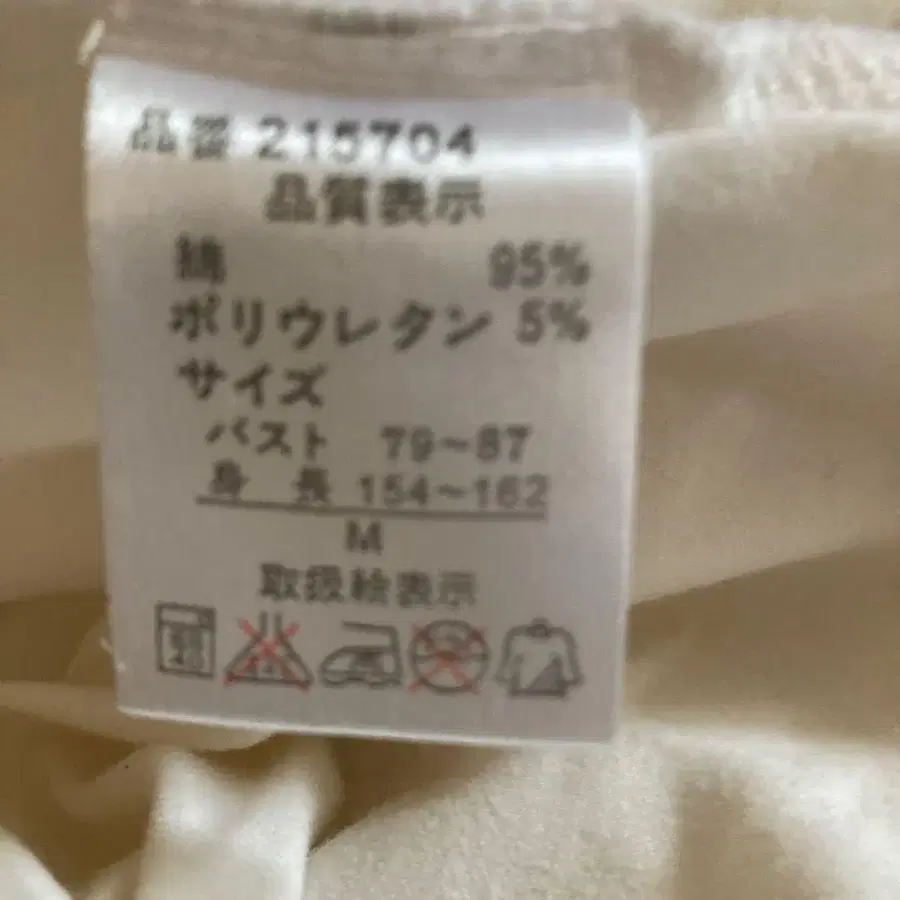 品番 215704
品質表示
綿 95%
ポリウレタン 5%
サイズ
バスト 79~87
身長 154~162
M
取扱絵表示
40